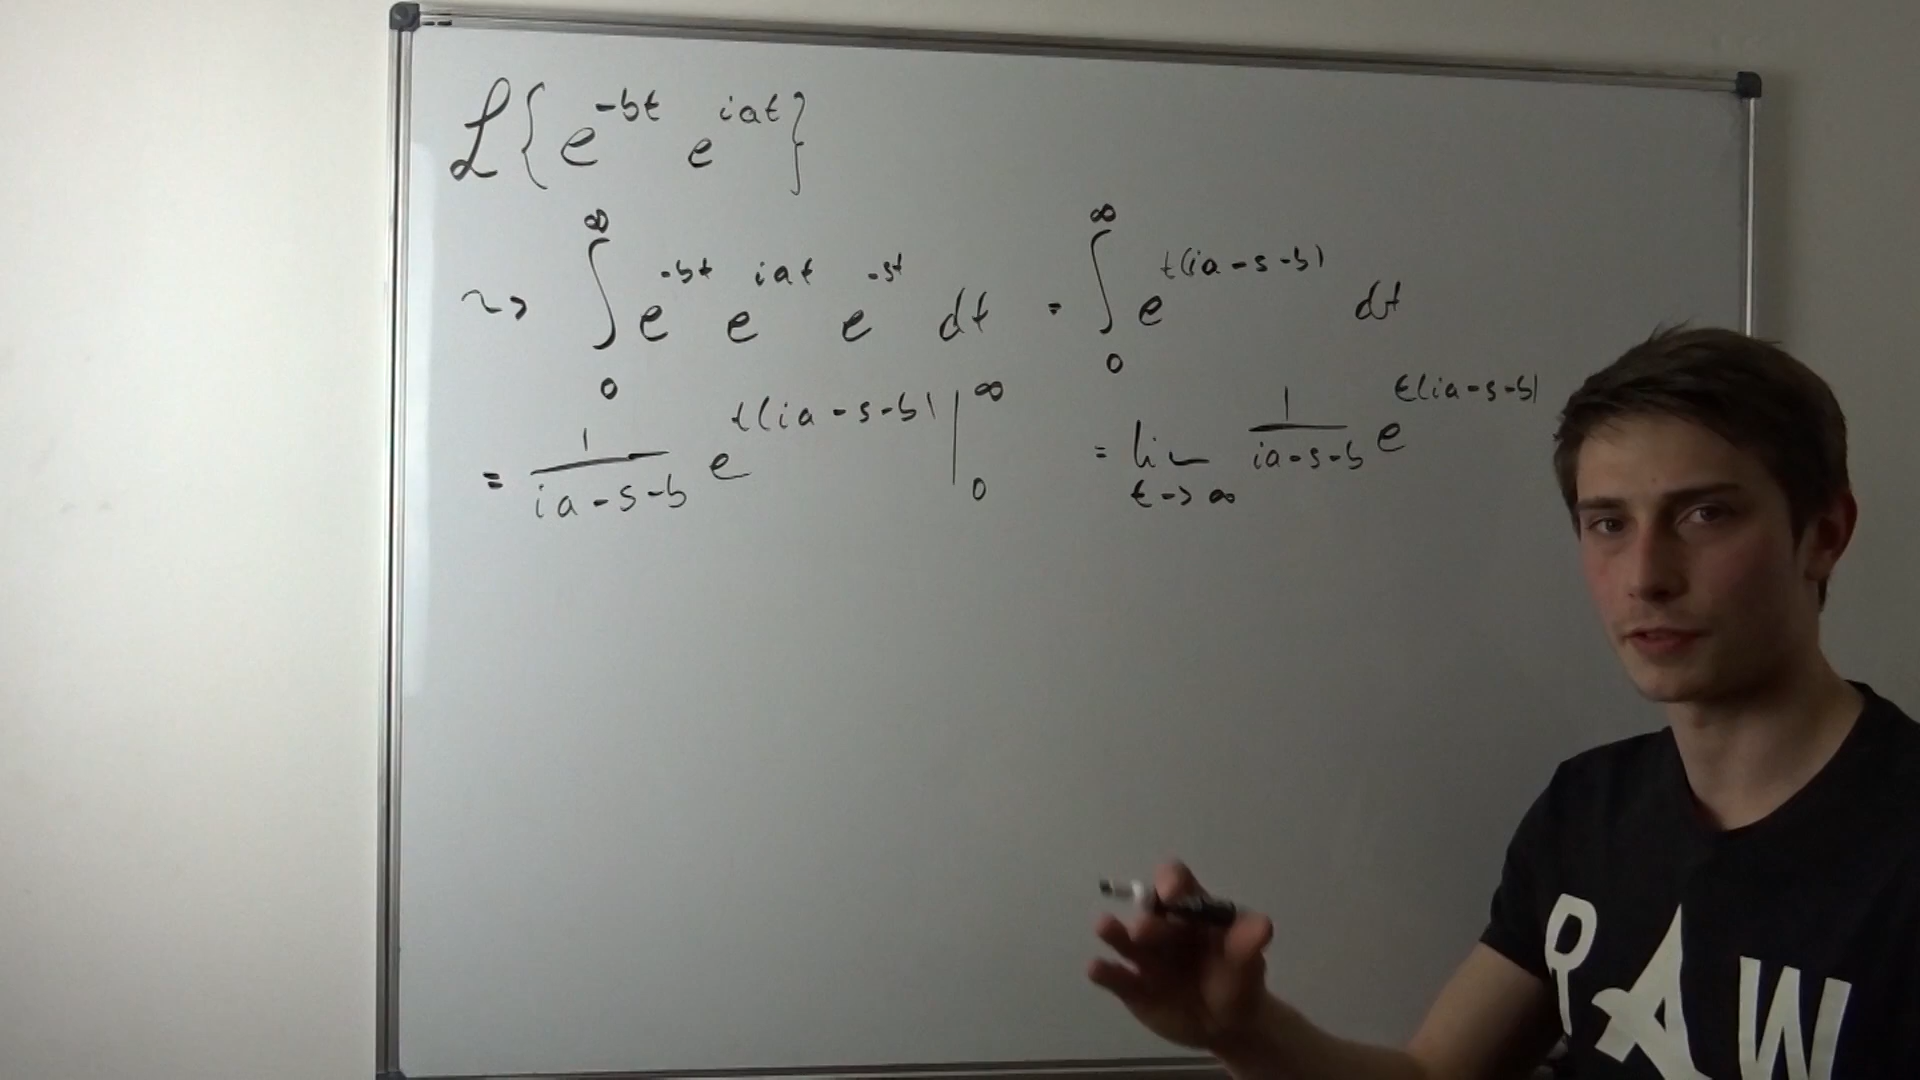 ℒ{e^{-bt} e^{iat}}
~> ∫_0^∞ e^{-bt} e^{iat} e^{-st} dt = ∫_0^∞ e^{t(ia-s-b)} dt
= 1/(ia-s-b) e^{t(ia-s-b)} |_0^∞ = lim_{t->∞} 1/(ia-s-b) e^{t(ia-s-b)}
RAW